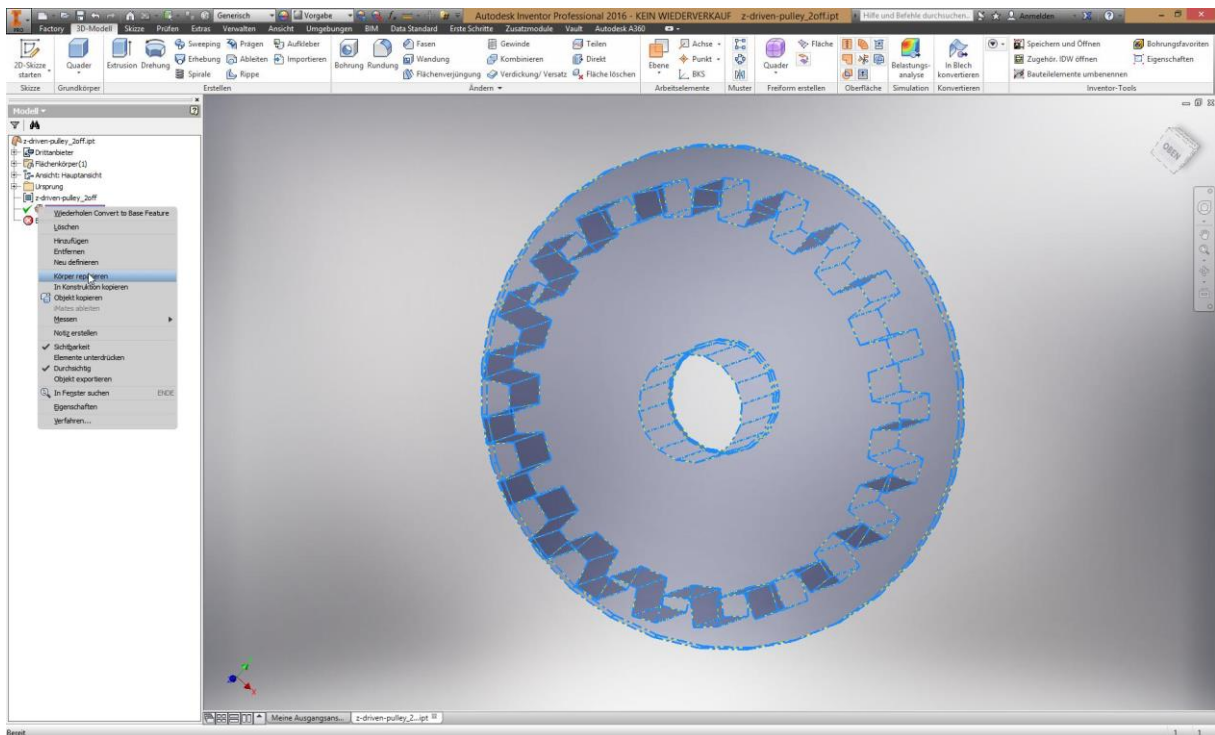 Generisch Vorgabe Autodesk Inventor Professional 2016 - KEIN WIEDERVERKAUF z-driven-pulley_2off.ipt Hilfe und Befehle durchsuchen... Anmelden
PRO Factory 3D-Modell Skizze Prüfen Extras Verwalten Ansicht Umgebungen BIM Data Standard Erste Schritte Zusatzmodule Vault Autodesk A360
2D-Skizze starten Quader Extrusion Drehung
Sweeping Prägen Aufkleber
Erhebung Ableiten Importieren
Spirale Rippe
Bohrung Rundung
Fasen Gewinde Teilen
Wandung Kombinieren Direkt
Flächenverjüngung Verdickung/ Versatz Fläche löschen
Ebene
Achse
Punkt
BKS
Quader Fläche
Belastungs-analyse
In Blech konvertieren
Speichern und Öffnen Bohrungsfavoriten
Zugehör. IDW öffnen Eigenschaften
Bauteilelemente umbenennen
Skizze Grundkörper Erstellen Ändern Arbeitselemente Muster Freiform erstellen Oberfläche Simulation Konvertieren Inventor-Tools
Modell
z-driven-pulley_2off.ipt
Drittanbieter
Flächenkörper(1)
Ansicht: Hauptansicht
Ursprung
z-driven-pulley_2off
Wiederholen Convert to Base Feature
Löschen
Hinzufügen
Entfernen
Neu definieren
Körper reparieren
In Konstruktion kopieren
Objekt kopieren
iMates ableiten
Messen
Notiz erstellen
Sichtbarkeit
Elemente unterdrücken
Durchsichtig
Objekt exportieren
In Fenster suchen ENDE
Eigenschaften
Verfahren...
OBEN
Z
X
Meine Ausgangsans... z-driven-pulley_2...ipt
Bereit 1 1